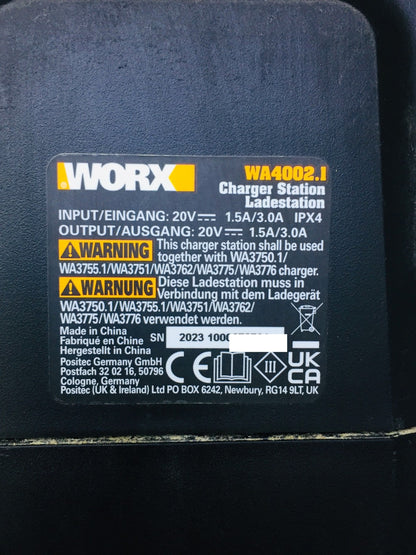 WORX
WA4002.1
Charger Station
Ladestation
INPUT/EINGANG: 20V 1.5A/3.0A IPX4
OUTPUT/AUSGANG: 20V 1.5A/3.0A
WARNING This charger station shall be used
together with WA3750.1/
WA3755.1/WA3751/WA3762/WA3775/WA3776 charger.
WARNUNG Diese Ladestation muss in
Verbindung mit dem Ladegerät
WA3750.1/ WA3755.1/WA3751/WA3762/
WA3775/WA3776 verwendet werden.
Made in China
Fabriqué en Chine SN 2023 100
Hergestellt in China
Positec Germany GmbH
Postfach 32 02 16, 50796
Cologne, Germany
Positec (UK & Ireland) Ltd PO BOX 6242, Newbury, RG14 9LT, UK
CE
III
UK
CA